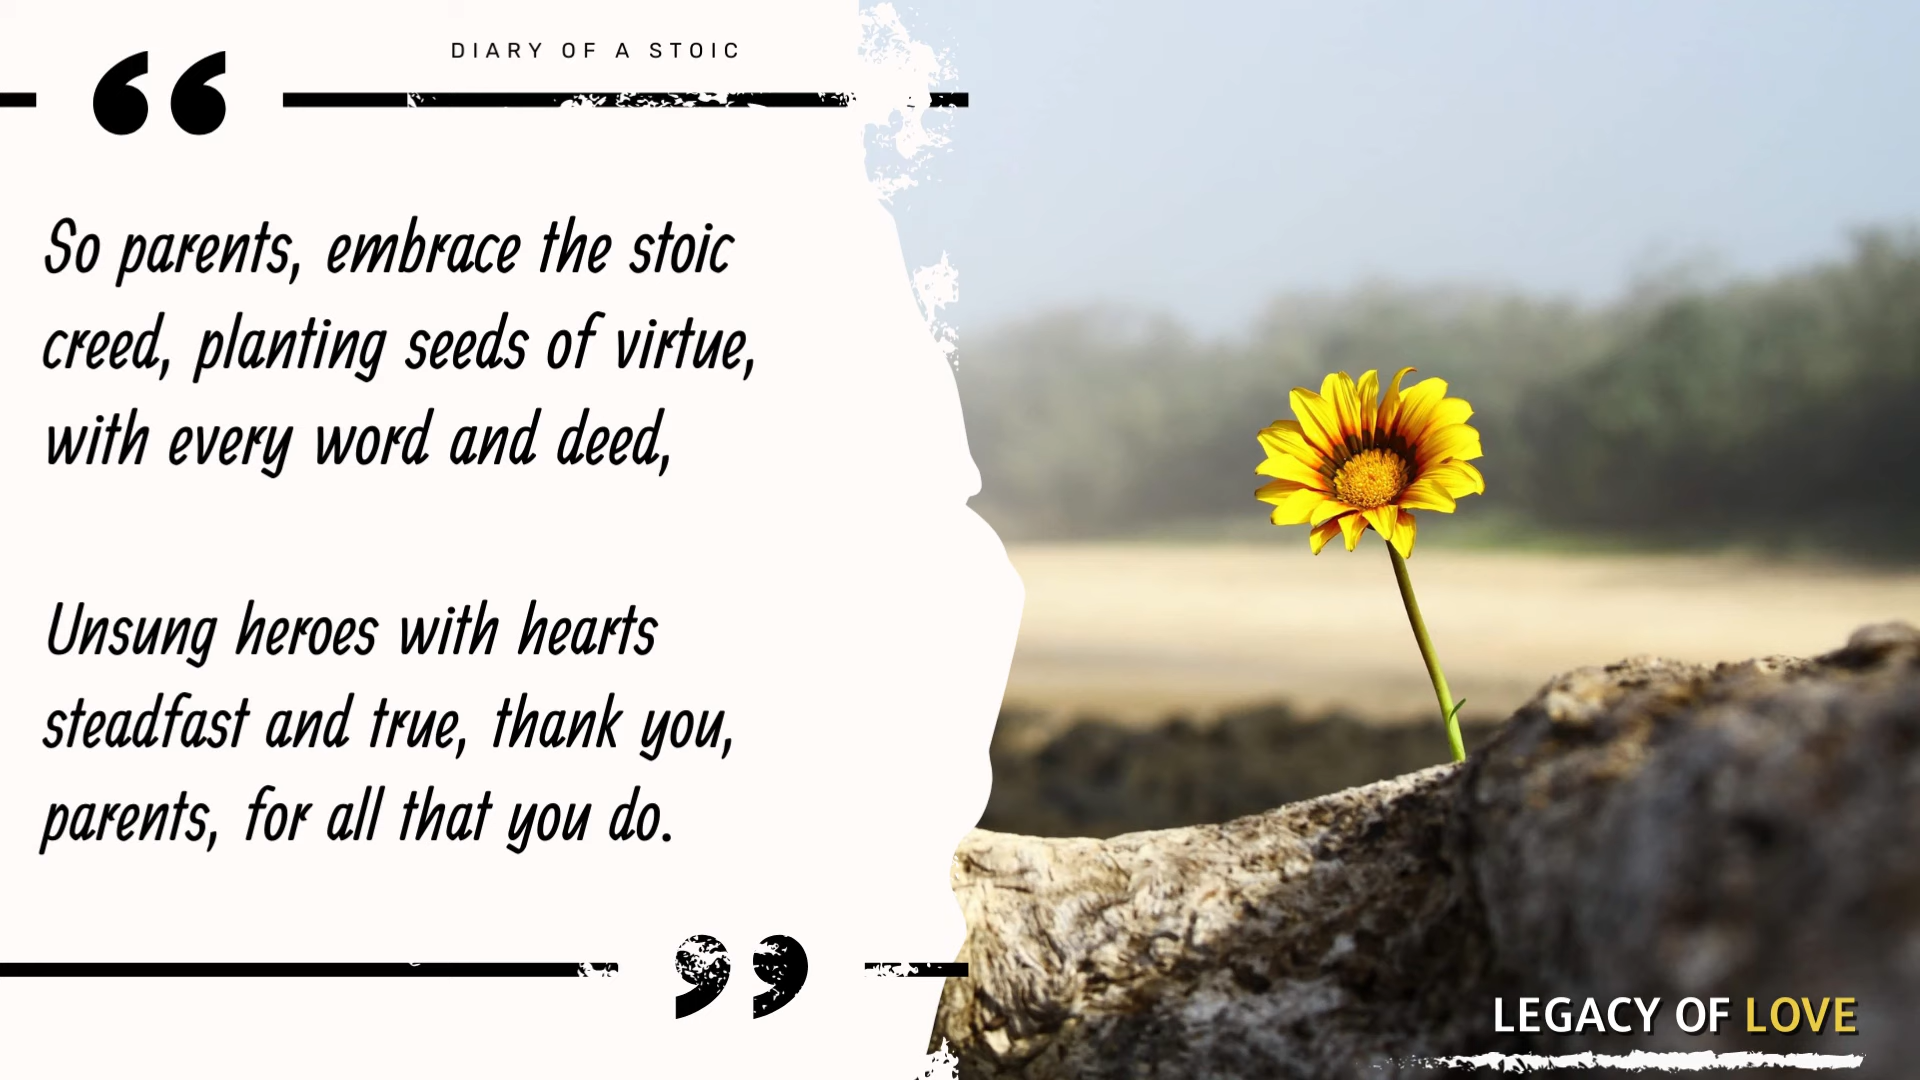 DIARY OF A STOIC
“
So parents, embrace the stoic
creed, planting seeds of virtue,
with every word and deed,
Unsung heroes with hearts
steadfast and true, thank you,
parents, for all that you do.
”
LEGACY OF LOVE